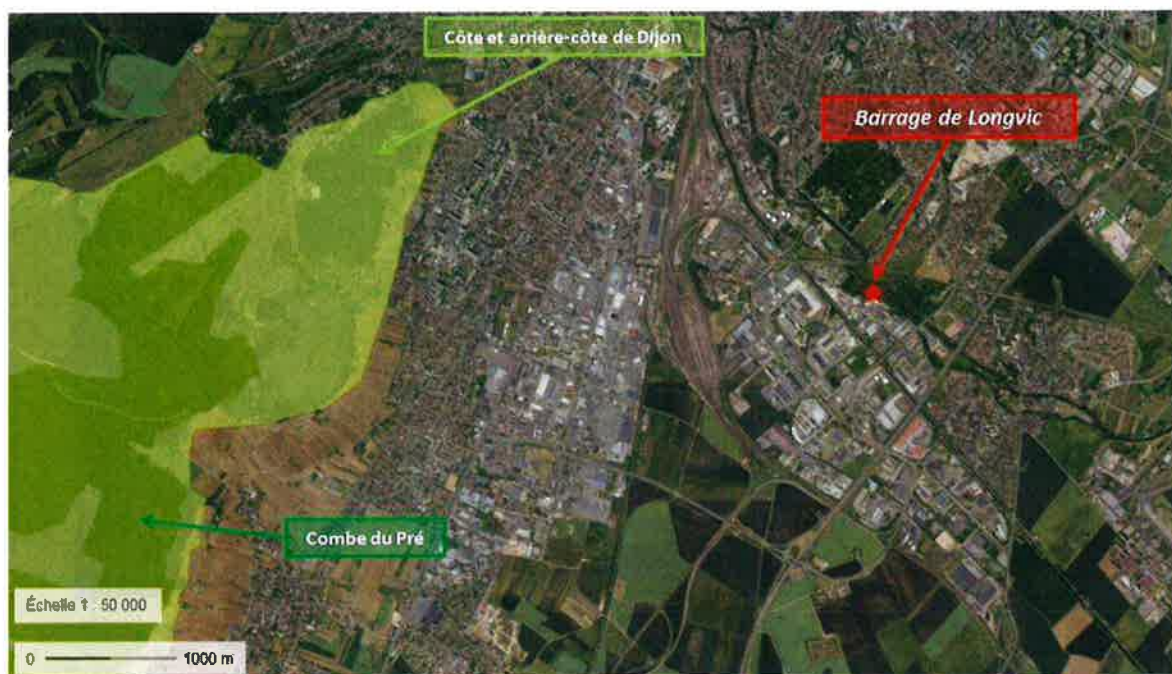 Côte et arrière-côte de Dijon
Barrage de Longvic
Combe du Pré
Échelle 1 : 50 000
0 1000 m